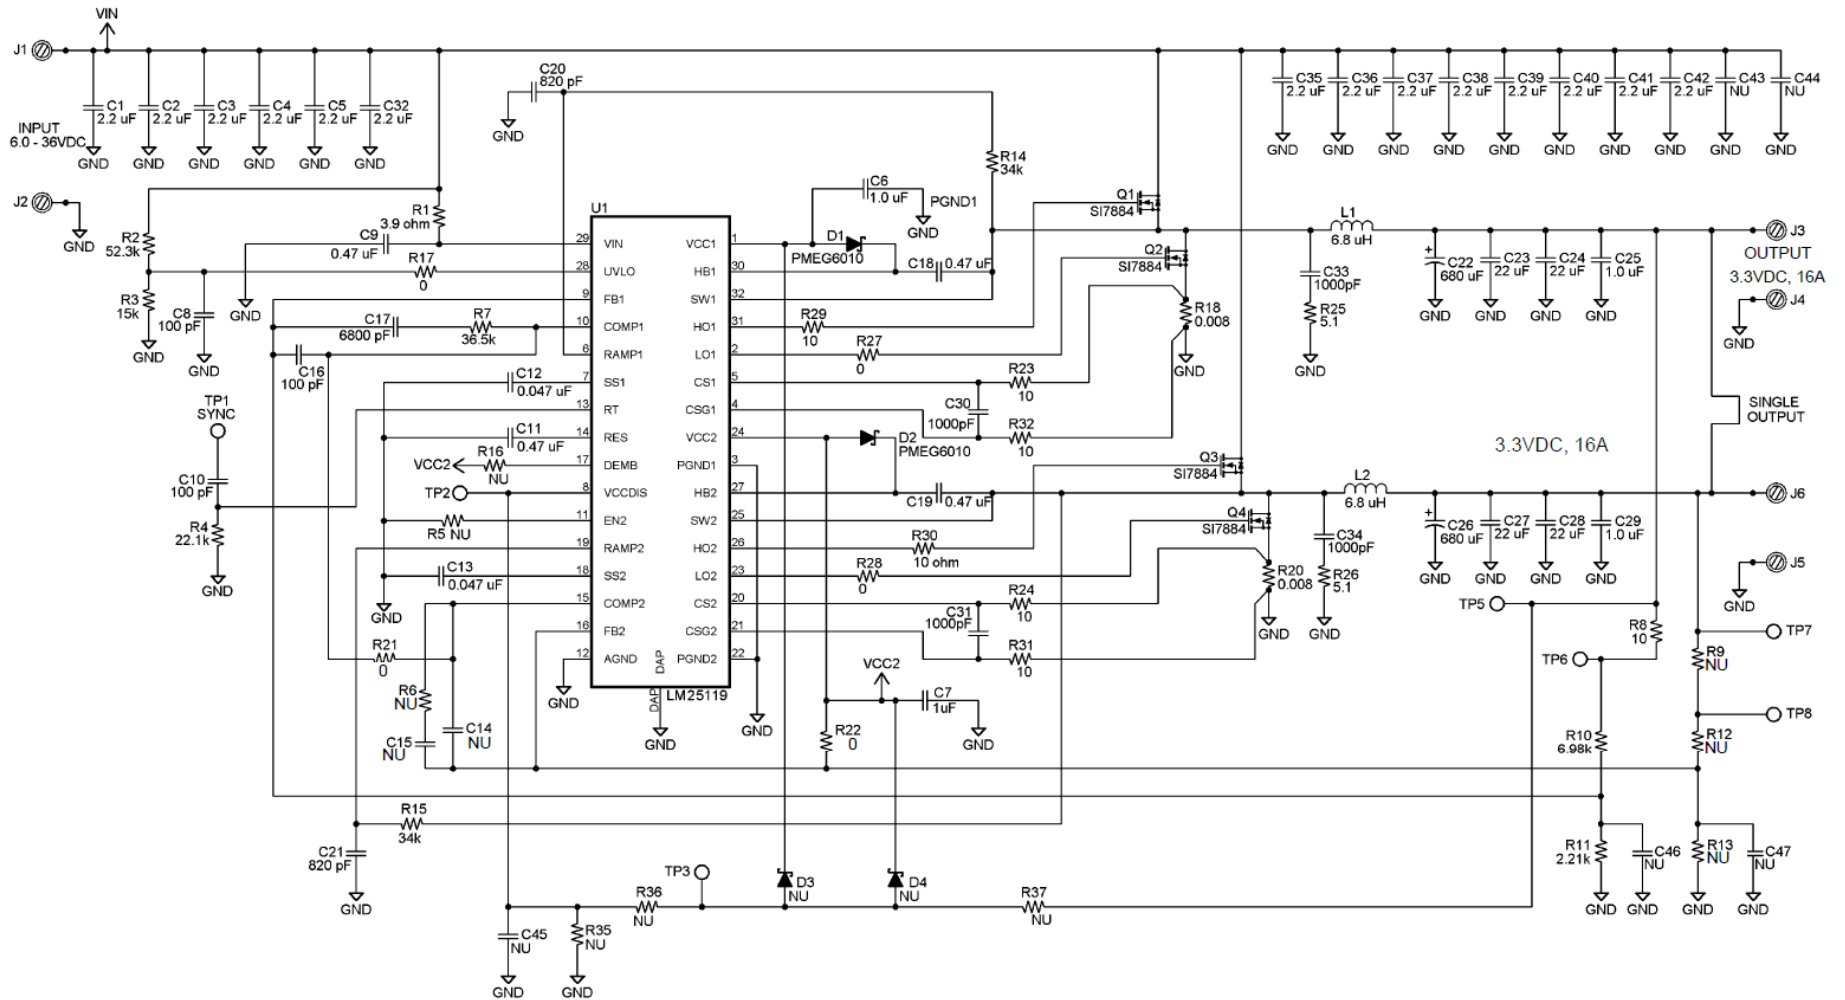 VIN
J1
C1
2.2 uF
C2
2.2 uF
C3
2.2 uF
C4
2.2 uF
C5
2.2 uF
C32
2.2 uF
INPUT
6.0 - 36VDC
GND
GND
GND
GND
GND
GND
C20
820 pF
GND
R14
34k
C35
2.2 uF
C36
2.2 uF
C37
2.2 uF
C38
2.2 uF
C39
2.2 uF
C40
2.2 uF
C41
2.2 uF
C42
2.2 uF
C43
NU
C44
NU
GND
GND
GND
GND
GND
GND
GND
GND
GND
GND
J2
GND
R1
3.9 ohm
R2
52.3k
C9
0.47 uF
R17
0
R3
15k
C8
100 pF
GND
GND
GND
C17
6800 pF
R7
36.5k
C16
100 pF
C12
0.047 uF
TP1
SYNC
C11
0.47 uF
R16
NU
VCC2
C10
100 pF
TP2
R5 NU
R4
22.1k
GND
C13
0.047 uF
GND
R21
0
R6
NU
C15
NU
C14
NU
GND
U1
29 VIN VCC1 1
28 UVLO HB1 30
9 FB1 SW1 32
10 COMP1 HO1 31
6 RAMP1 LO1 2
7 SS1 CS1 5
13 RT CSG1 4
14 RES VCC2 24
17 DEMB PGND1 3
8 VCCDIS HB2 27
11 EN2 SW2 25
19 RAMP2 HO2 26
18 SS2 LO2 23
15 COMP2 CS2 20
16 FB2 CSG2 21
12 AGND DAP PGND2 22
DAP
LM25119
GND
GND
C6
1.0 uF
PGND1
GND
D1
PMEG6010
C18
0.47 uF
R29
10
R27
0
R23
10
C30
1000pF
R32
10
D2
PMEG6010
C19
0.47 uF
R30
10 ohm
R28
0
R24
10
C31
1000pF
R31
10
VCC2
C7
1uF
R22
0
GND
Q1
SI7884
Q2
SI7884
R18
0.008
GND
Q3
SI7884
Q4
SI7884
R20
0.008
GND
L1
6.8 uH
C33
1000pF
R25
5.1
GND
+
C22
680 uF
C23
22 uF
C24
22 uF
C25
1.0 uF
GND
GND
GND
GND
J3
OUTPUT
3.3VDC, 16A
J4
GND
SINGLE
OUTPUT
3.3VDC, 16A
L2
6.8 uH
C34
1000pF
R26
5.1
GND
+
C26
680 uF
C27
22 uF
C28
22 uF
C29
1.0 uF
GND
GND
GND
GND
J6
J5
GND
TP5
R8
10
TP7
TP6
R9
NU
TP8
R10
6.98k
R12
NU
R15
34k
C21
820 pF
GND
R11
2.21k
C46
NU
R13
NU
C47
NU
GND
GND
GND
GND
TP3
D3
NU
D4
NU
R36
NU
R37
NU
C45
NU
R35
NU
GND
GND